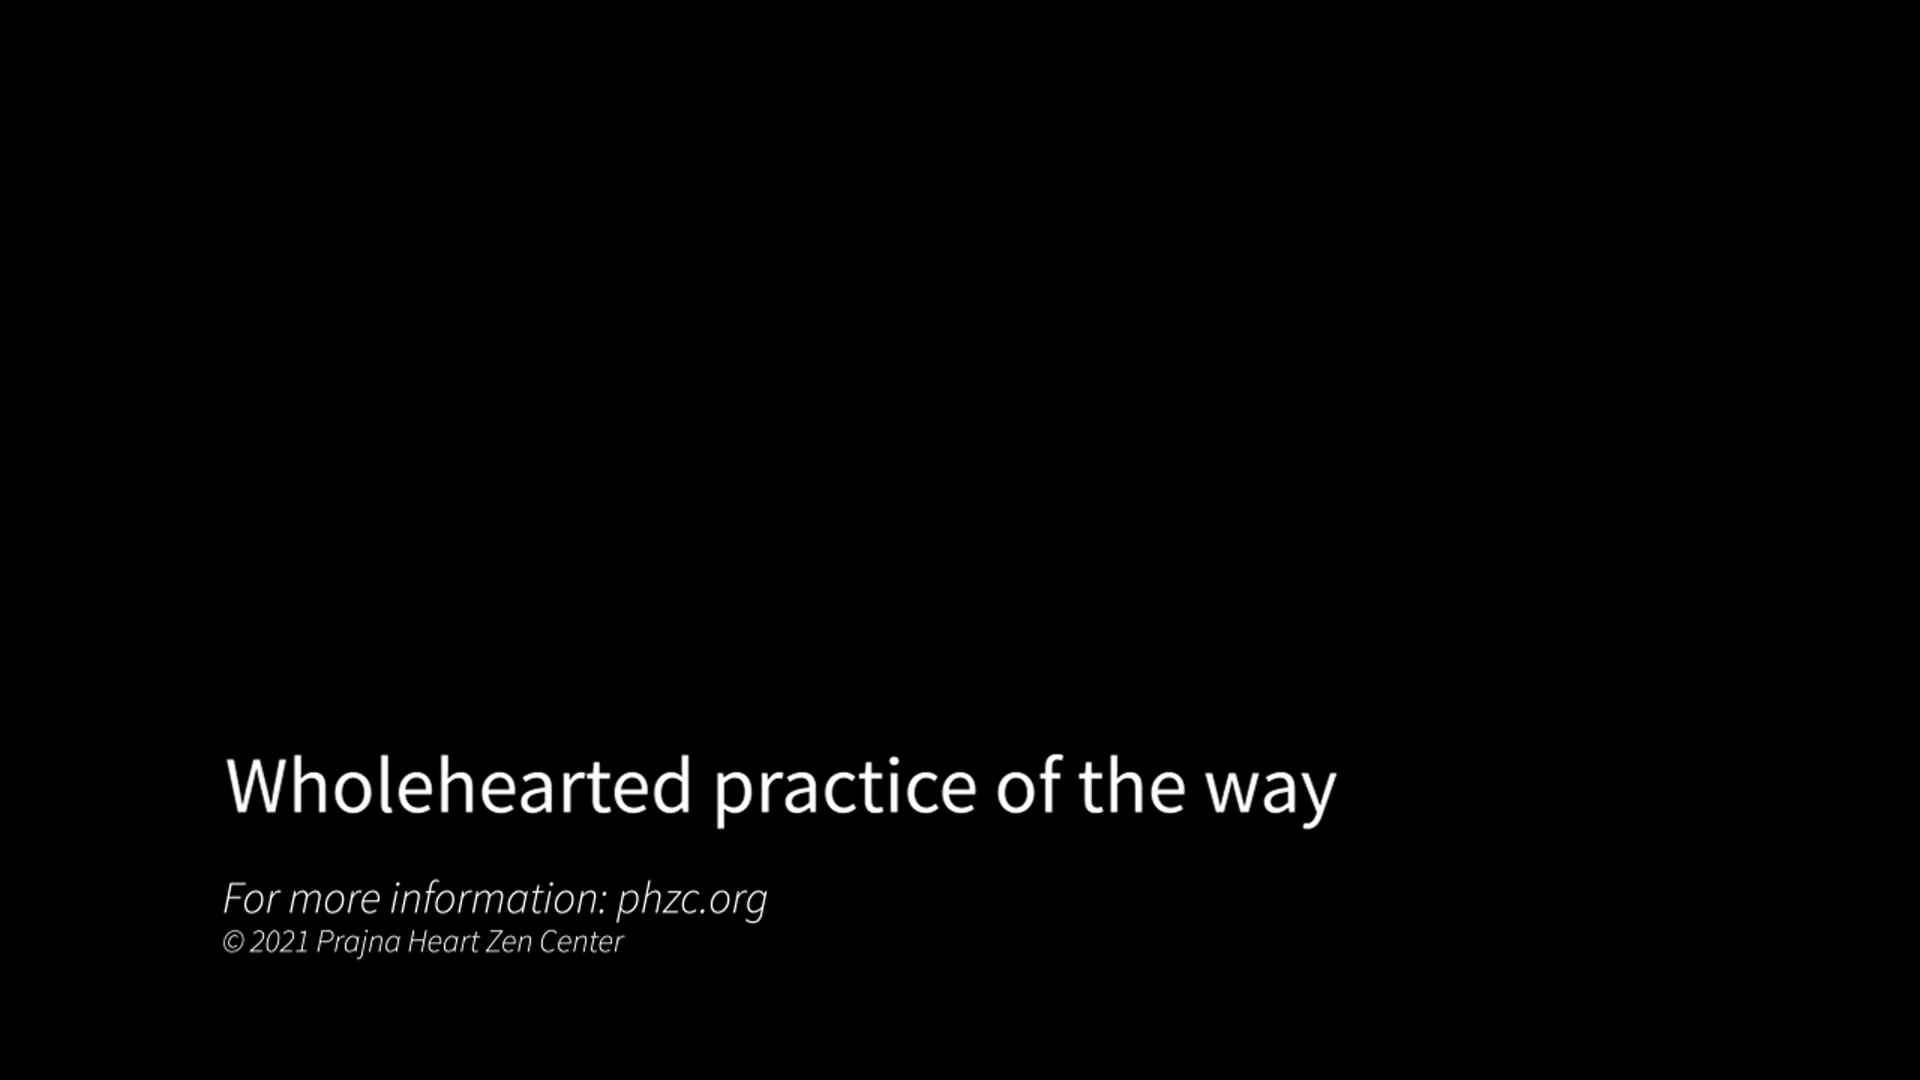 Wholehearted practice of the way
For more information: phzc.org
© 2021 Prajna Heart Zen Center